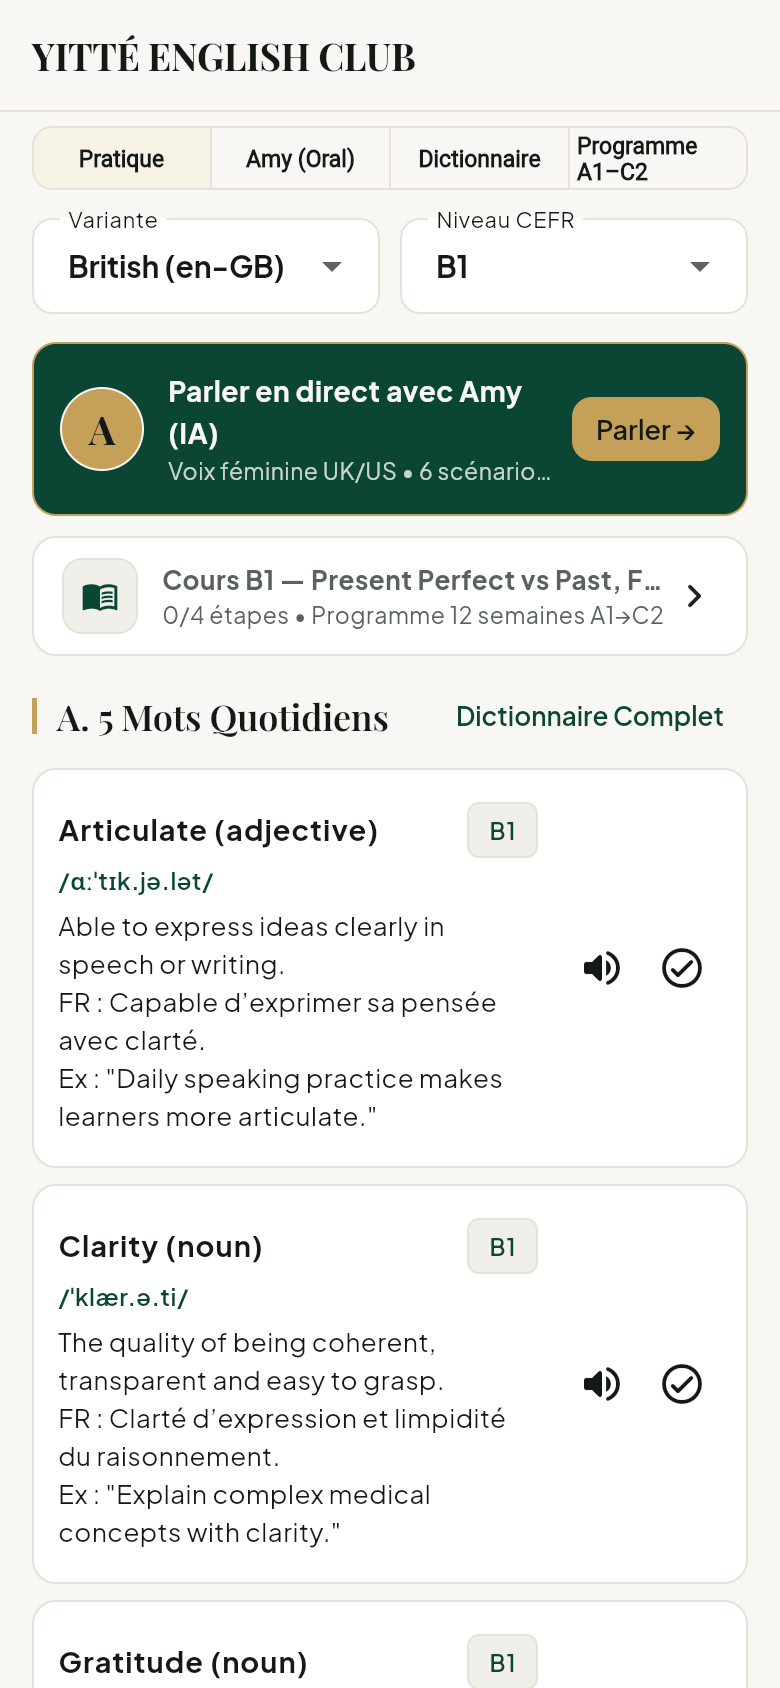 YITTÉ ENGLISH CLUB
Pratique
Amy (Oral)
Dictionnaire
Programme
A1–C2
Variante
British (en-GB)
Niveau CEFR
B1
A
Parler en direct avec Amy
(IA)
Voix féminine UK/US • 6 scénario…
Parler →
Cours B1 — Present Perfect vs Past, F…
0/4 étapes • Programme 12 semaines A1→C2
A. 5 Mots Quotidiens
Dictionnaire Complet
Articulate (adjective)
B1
/ɑːˈtɪk.jə.lət/
Able to express ideas clearly in
speech or writing.
FR : Capable d’exprimer sa pensée
avec clarté.
Ex : "Daily speaking practice makes
learners more articulate."
Clarity (noun)
B1
/ˈklær.ə.ti/
The quality of being coherent,
transparent and easy to grasp.
FR : Clarté d’expression et limpidité
du raisonnement.
Ex : "Explain complex medical
concepts with clarity."
Gratitude (noun)
B1